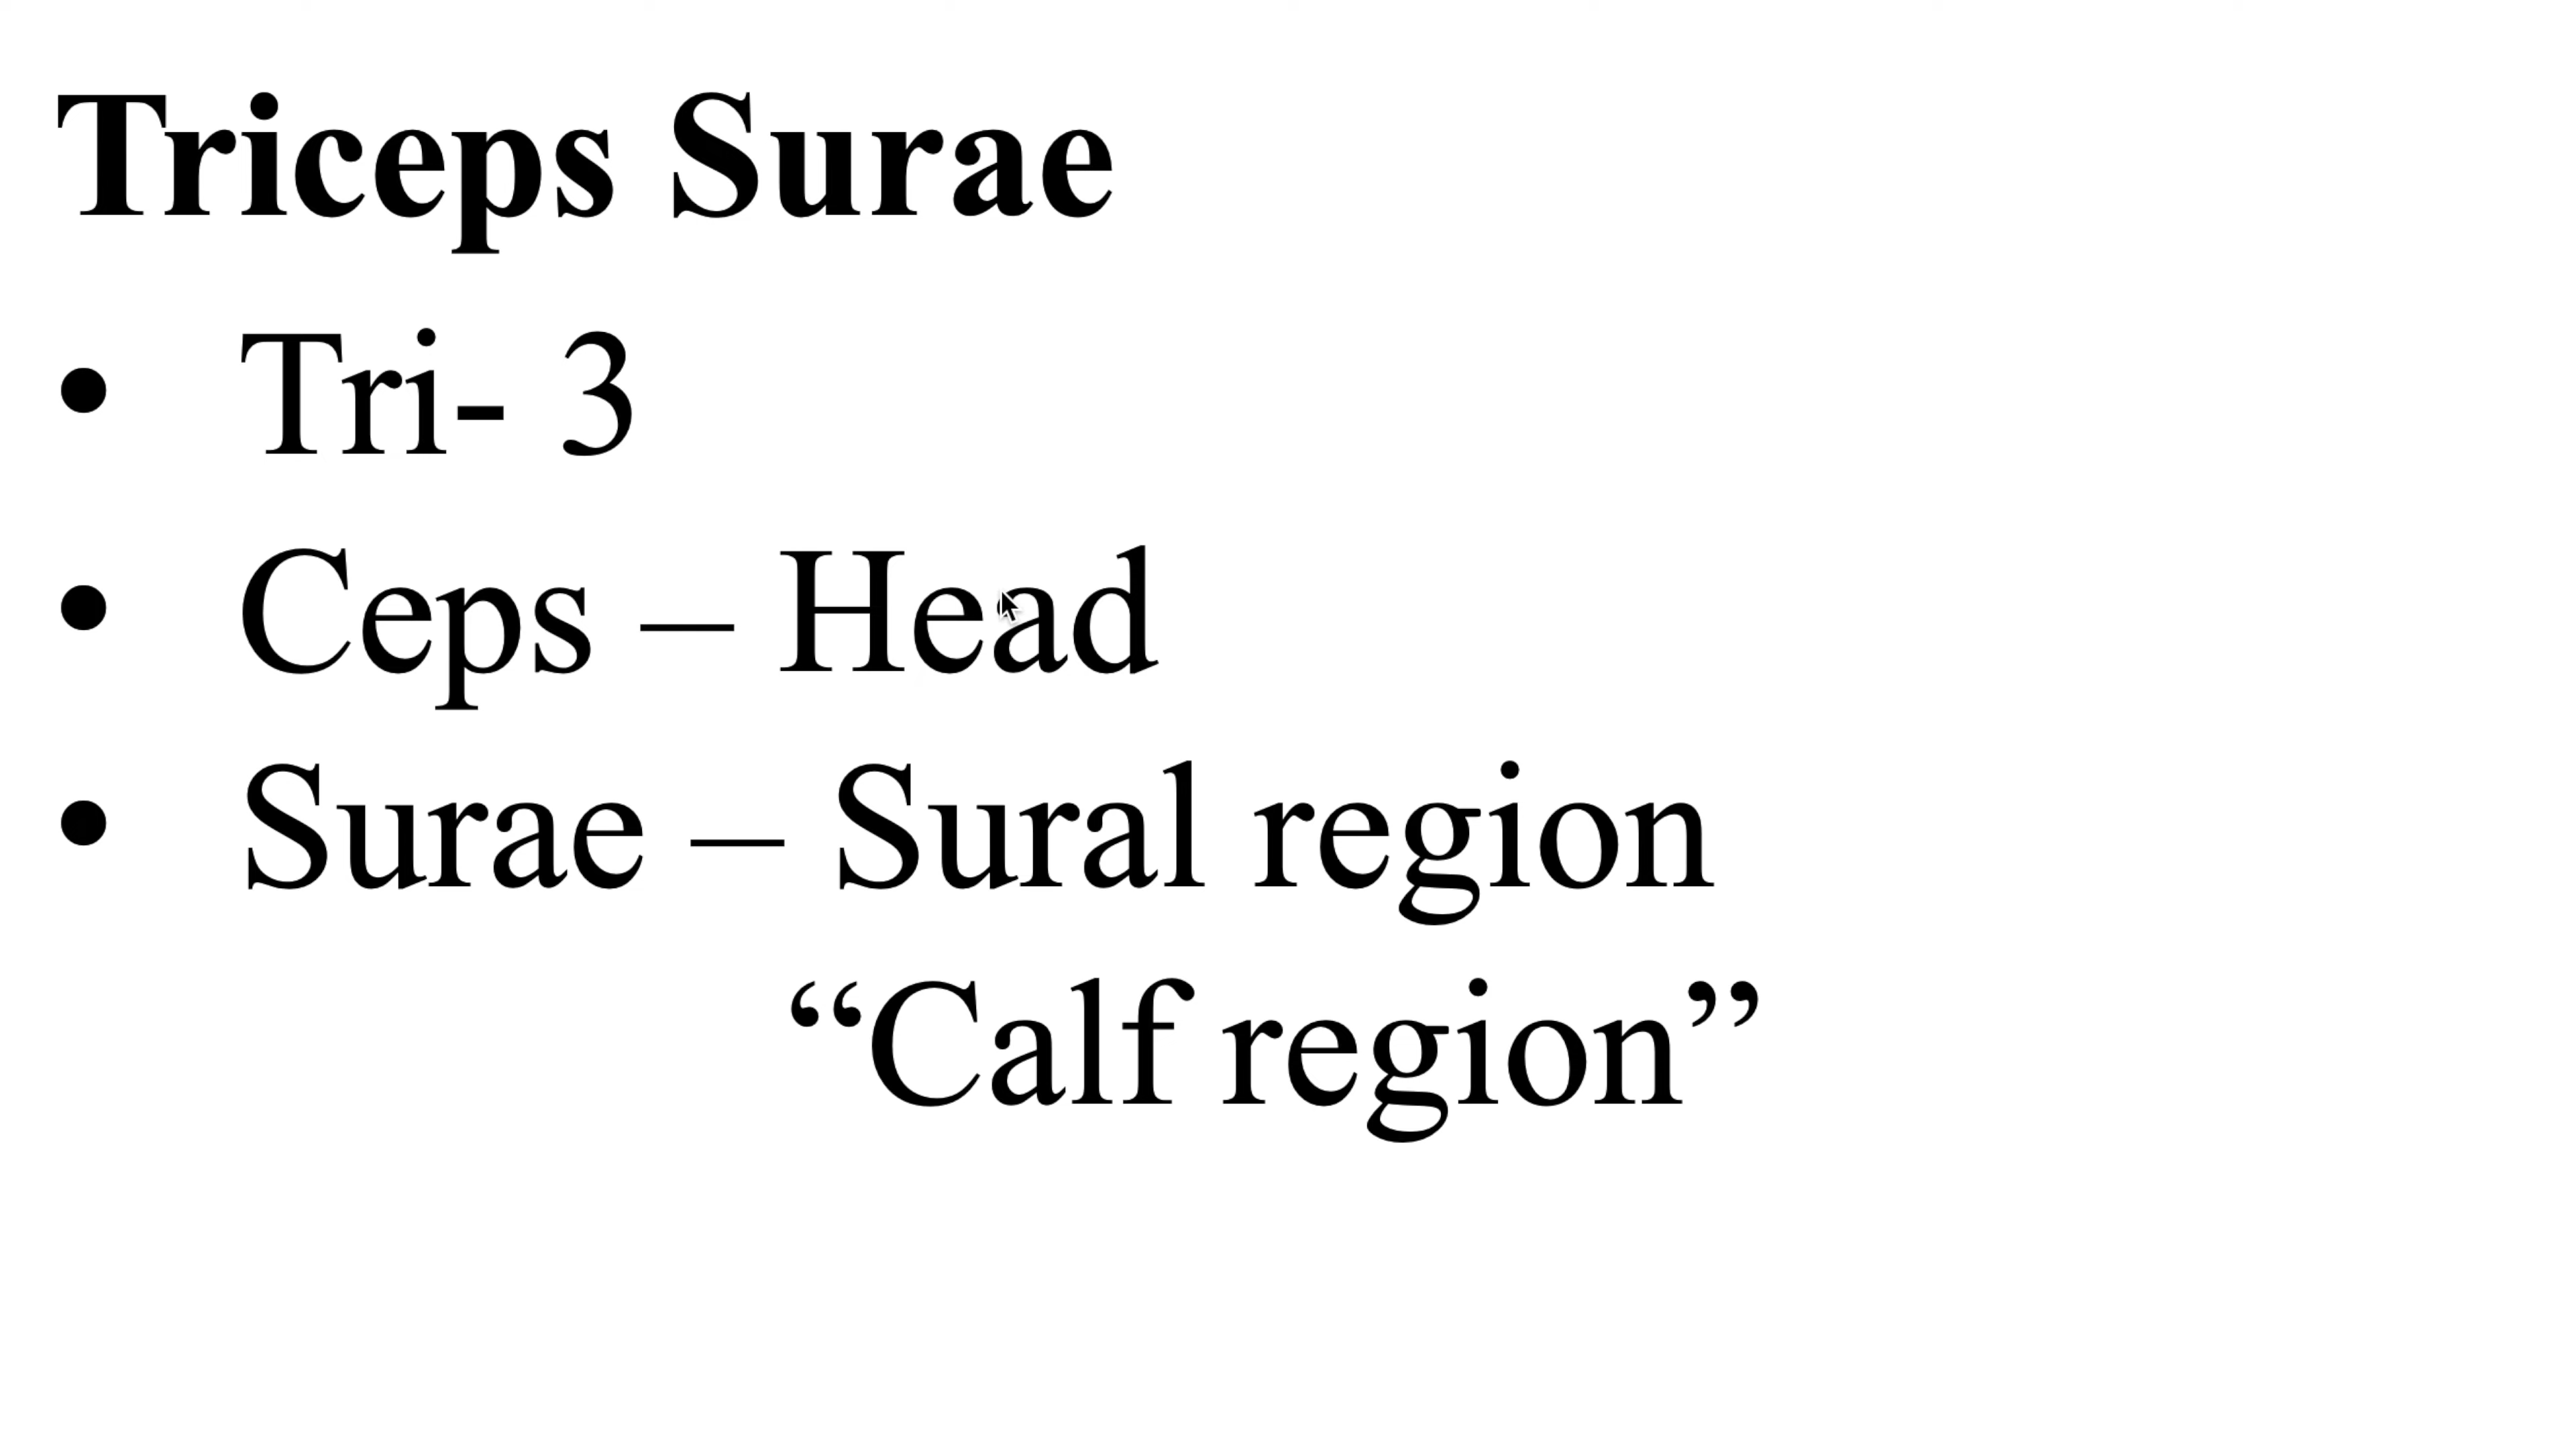 Triceps Surae
• Tri- 3
• Ceps – Head
• Surae – Sural region
“Calf region”